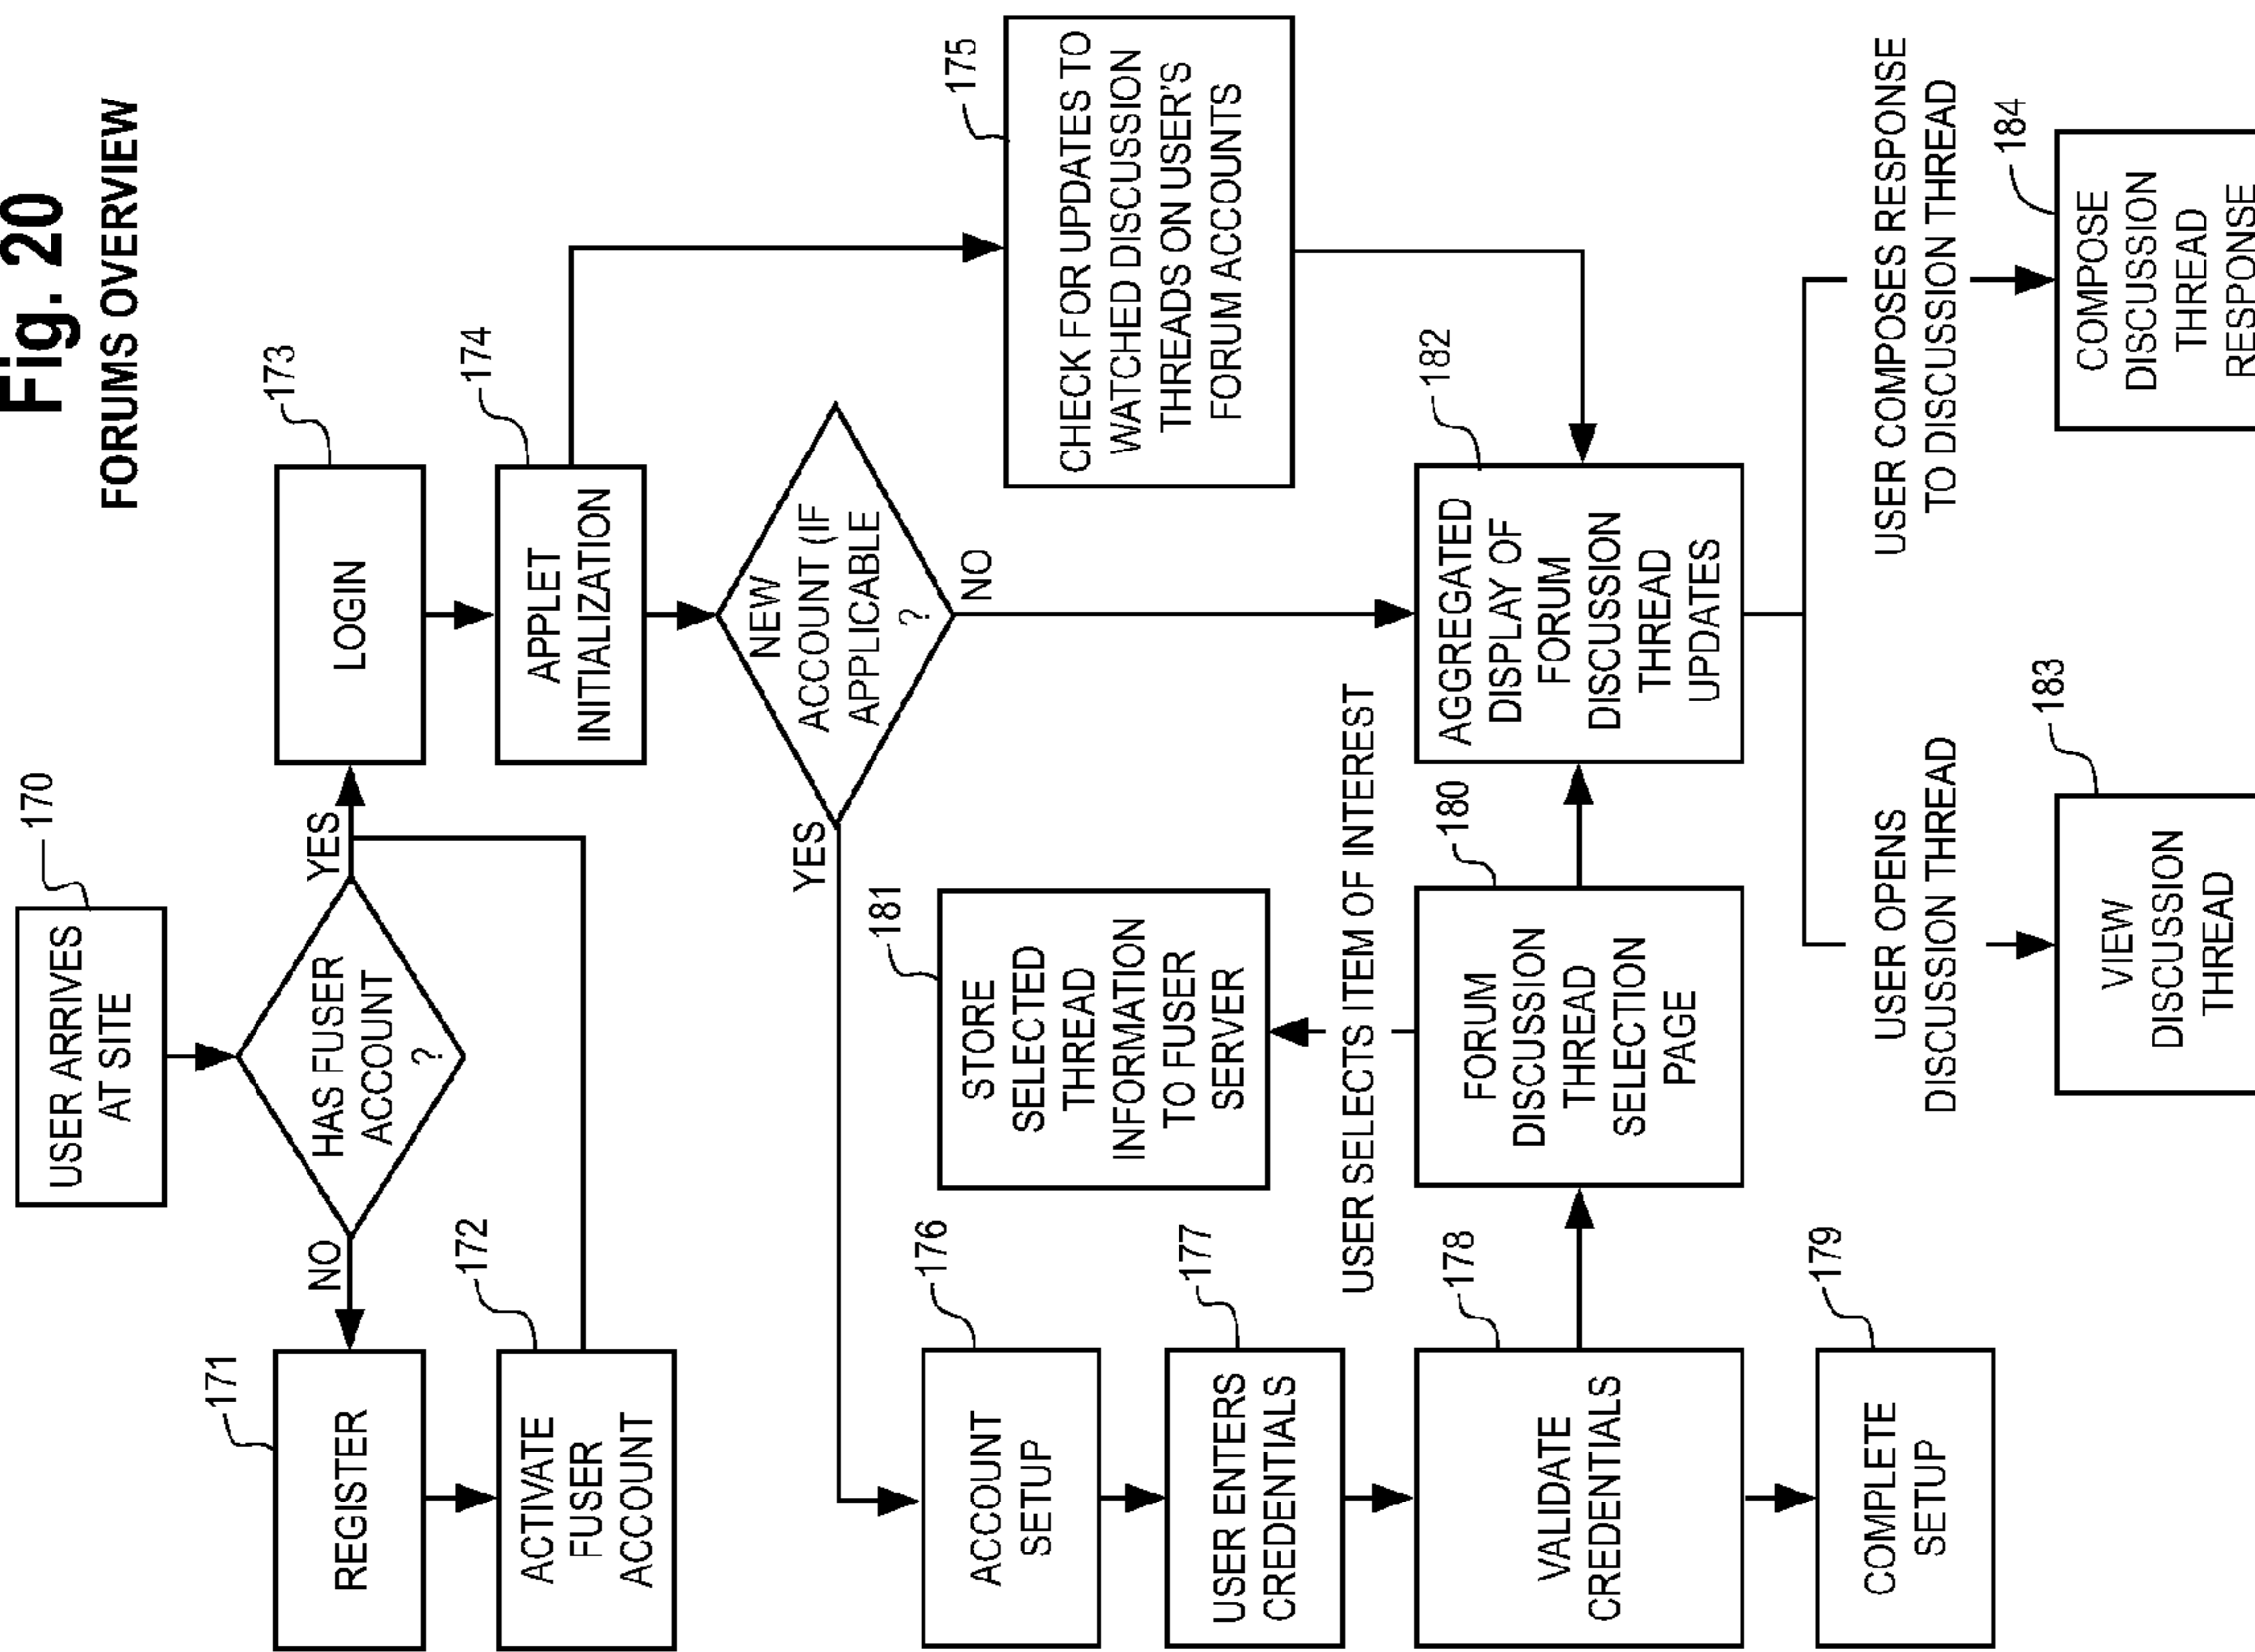 Fig. 20
FORUMS OVERVIEW
170
USER ARRIVES
AT SITE
HAS FUSER
ACCOUNT
?
NO
YES
171
REGISTER
172
ACTIVATE
FUSER
ACCOUNT
173
LOGIN
174
APPLET
INITIALIZATION
NEW
ACCOUNT (IF
APPLICABLE
?
YES
NO
175
CHECK FOR UPDATES TO
WATCHED DISCUSSION
THREADS ON USER'S
FORUM ACCOUNTS
176
ACCOUNT
SETUP
177
USER ENTERS
CREDENTIALS
178
VALIDATE
CREDENTIALS
179
COMPLETE
SETUP
181
STORE
SELECTED
THREAD
INFORMATION
TO FUSER
SERVER
USER SELECTS ITEM OF INTEREST
180
FORUM
DISCUSSION
THREAD
SELECTION
PAGE
182
AGGREGATED
DISPLAY OF
FORUM
DISCUSSION
THREAD
UPDATES
USER OPENS
DISCUSSION THREAD
183
VIEW
DISCUSSION
THREAD
USER COMPOSES RESPONSE
TO DISCUSSION THREAD
184
COMPOSE
DISCUSSION
THREAD
RESPONSE